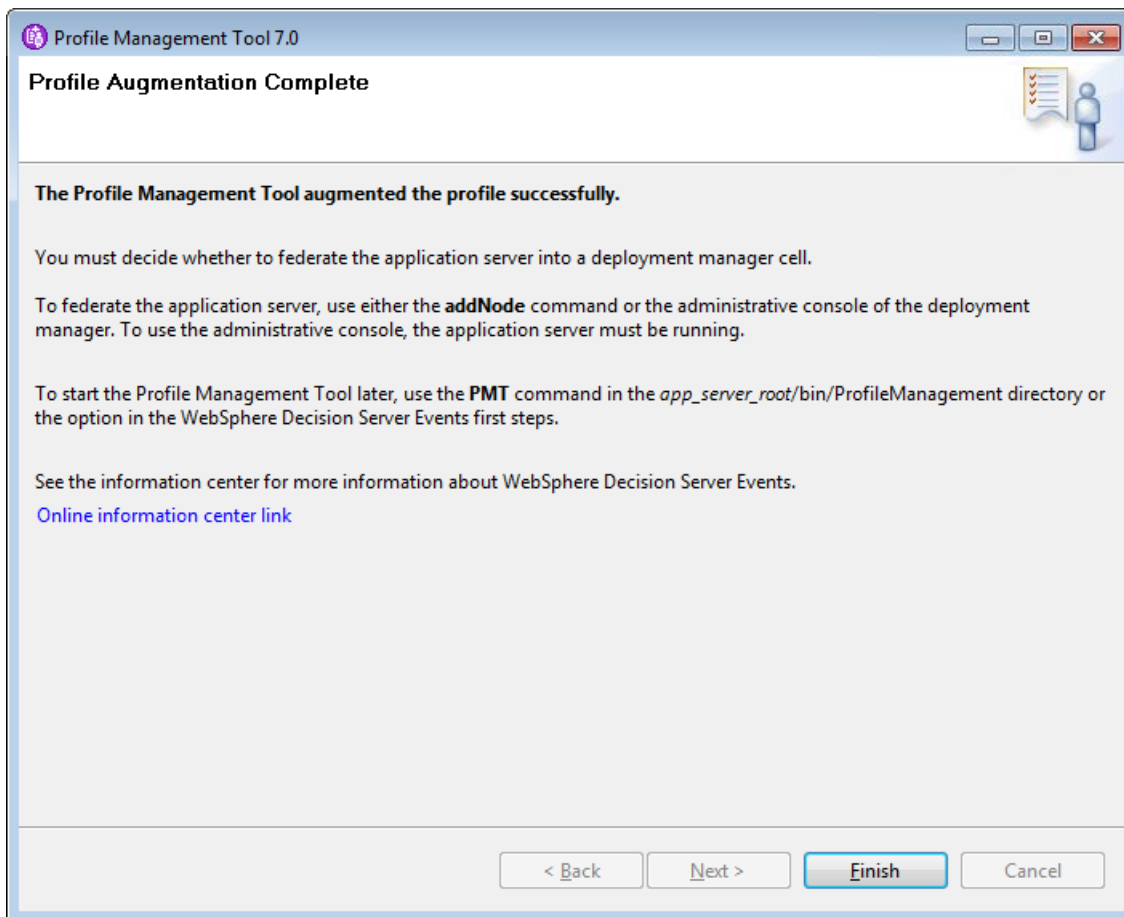 Profile Management Tool 7.0
Profile Augmentation Complete
The Profile Management Tool augmented the profile successfully.
You must decide whether to federate the application server into a deployment manager cell.
To federate the application server, use either the addNode command or the administrative console of the deployment
manager. To use the administrative console, the application server must be running.
To start the Profile Management Tool later, use the PMT command in the app_server_root/bin/ProfileManagement directory or
the option in the WebSphere Decision Server Events first steps.
See the information center for more information about WebSphere Decision Server Events.
Online information center link
< Back
Next >
Finish
Cancel